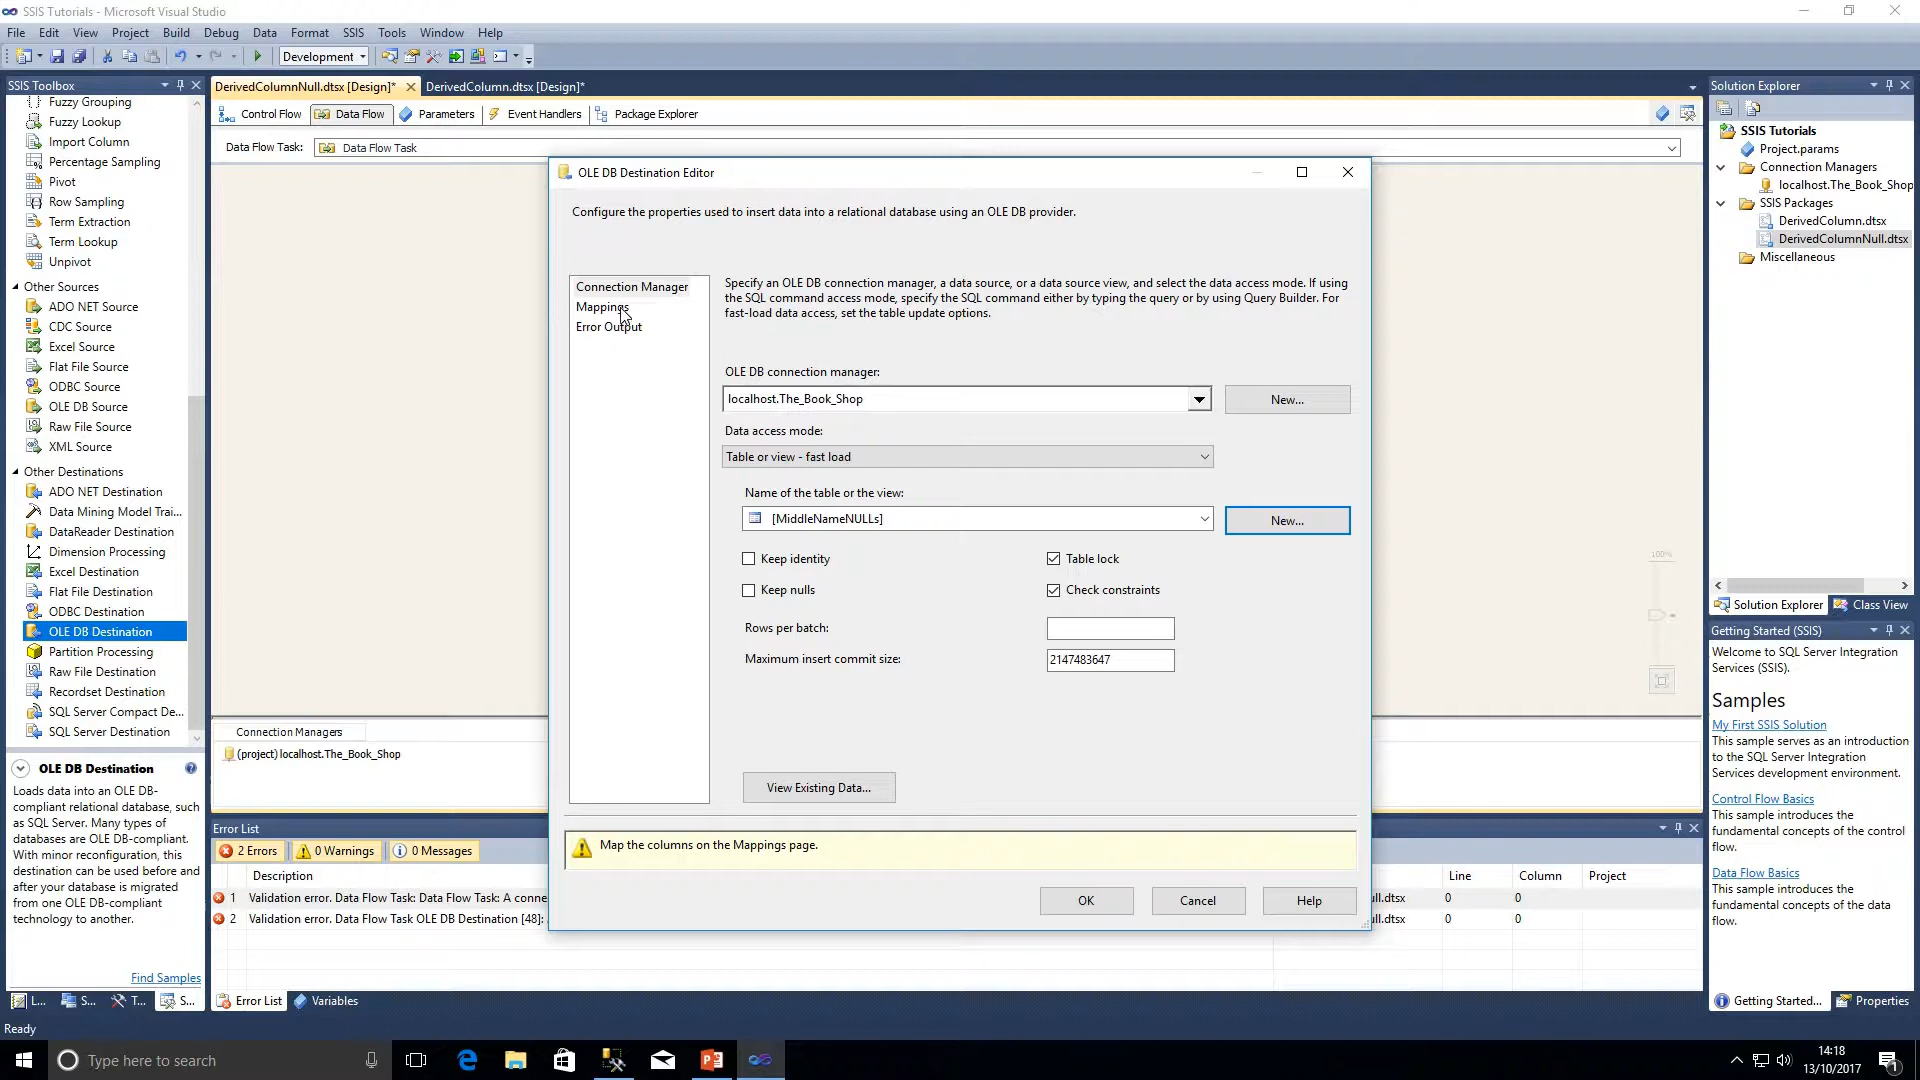 SSIS Tutorials - Microsoft Visual Studio
File Edit View Project Build Debug Data Format SSIS Tools Window Help
Development
SSIS Toolbox
Fuzzy Grouping
Fuzzy Lookup
Import Column
Percentage Sampling
Pivot
Row Sampling
Term Extraction
Term Lookup
Unpivot
Other Sources
ADO NET Source
CDC Source
Excel Source
Flat File Source
ODBC Source
OLE DB Source
Raw File Source
XML Source
Other Destinations
ADO NET Destination
Data Mining Model Trai...
DataReader Destination
Dimension Processing
Excel Destination
Flat File Destination
ODBC Destination
OLE DB Destination
Partition Processing
Raw File Destination
Recordset Destination
SQL Server Compact De...
SQL Server Destination
OLE DB Destination
Loads data into an OLE DB-
compliant relational database, such
as SQL Server. Many types of
databases are OLE DB-compliant.
With minor reconfiguration, this
destination can be used before and
after your database is migrated
from one OLE DB-compliant
technology to another.
Find Samples
L... S... T... S...
DerivedColumnNull.dtsx [Design]* DerivedColumn.dtsx [Design]*
Control Flow Data Flow Parameters Event Handlers Package Explorer
Data Flow Task: Data Flow Task
OLE DB Destination Editor
Configure the properties used to insert data into a relational database using an OLE DB provider.
Connection Manager
Mappings
Error Output
Specify an OLE DB connection manager, a data source, or a data source view, and select the data access mode. If using
the SQL command access mode, specify the SQL command either by typing the query or by using Query Builder. For
fast-load data access, set the table update options.
OLE DB connection manager:
localhost.The_Book_Shop New...
Data access mode:
Table or view - fast load
Name of the table or the view:
[MiddleNameNULLs] New...
Keep identity Table lock
Keep nulls Check constraints
Rows per batch:
Maximum insert commit size: 2147483647
View Existing Data...
Map the columns on the Mappings page.
OK Cancel Help
100%
Connection Managers
(project) localhost.The_Book_Shop
Error List
2 Errors 0 Warnings 0 Messages
Description Line Column Project
1 Validation error. Data Flow Task: Data Flow Task: A conne ull.dtsx 0 0
2 Validation error. Data Flow Task OLE DB Destination [48]: ull.dtsx 0 0
Error List Variables
Solution Explorer
SSIS Tutorials
Project.params
Connection Managers
localhost.The_Book_Shop
SSIS Packages
DerivedColumn.dtsx
DerivedColumnNull.dtsx
Miscellaneous
Solution Explorer Class View
Getting Started (SSIS)
Welcome to SQL Server Integration
Services (SSIS).
Samples
My First SSIS Solution
This sample serves as an introduction
to the SQL Server Integration
Services development environment.
Control Flow Basics
This sample introduces the
fundamental concepts of the control
flow.
Data Flow Basics
This sample introduces the
fundamental concepts of the data
flow.
Getting Started... Properties
Ready
Type here to search
14:18
13/10/2017
1